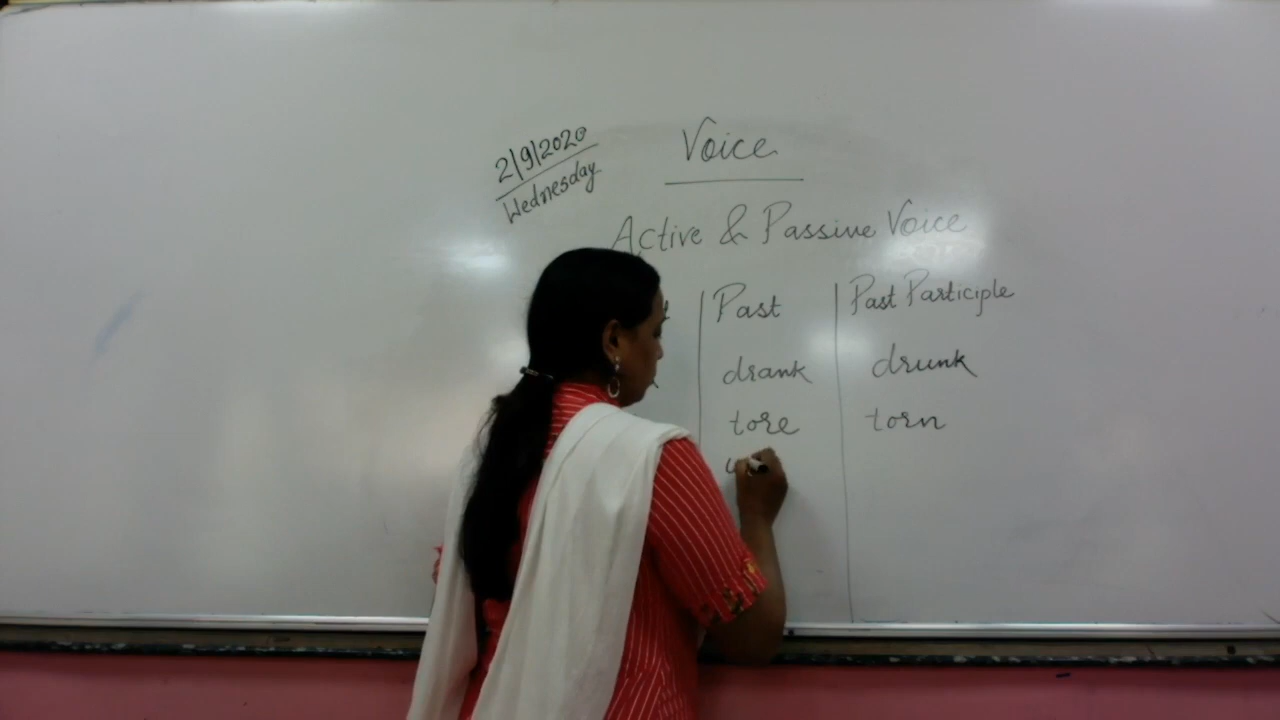 2/9/2020
Wednesday
Voice
Active & Passive Voice
Past Past Participle
drank drunk
tore torn